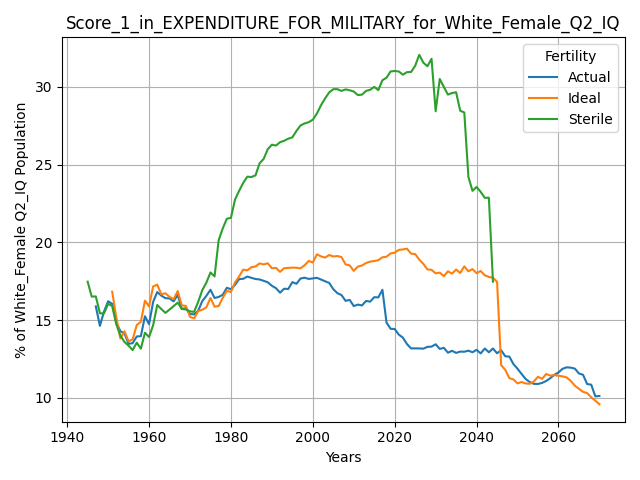 Score_1_in_EXPENDITURE_FOR_MILITARY_for_White_Female_Q2_IQ
Fertility
Actual
Ideal
Sterile
% of White_Female Q2_IQ Population
30
25
20
15
10
1940
1960
1980
2000
2020
2040
2060
Years